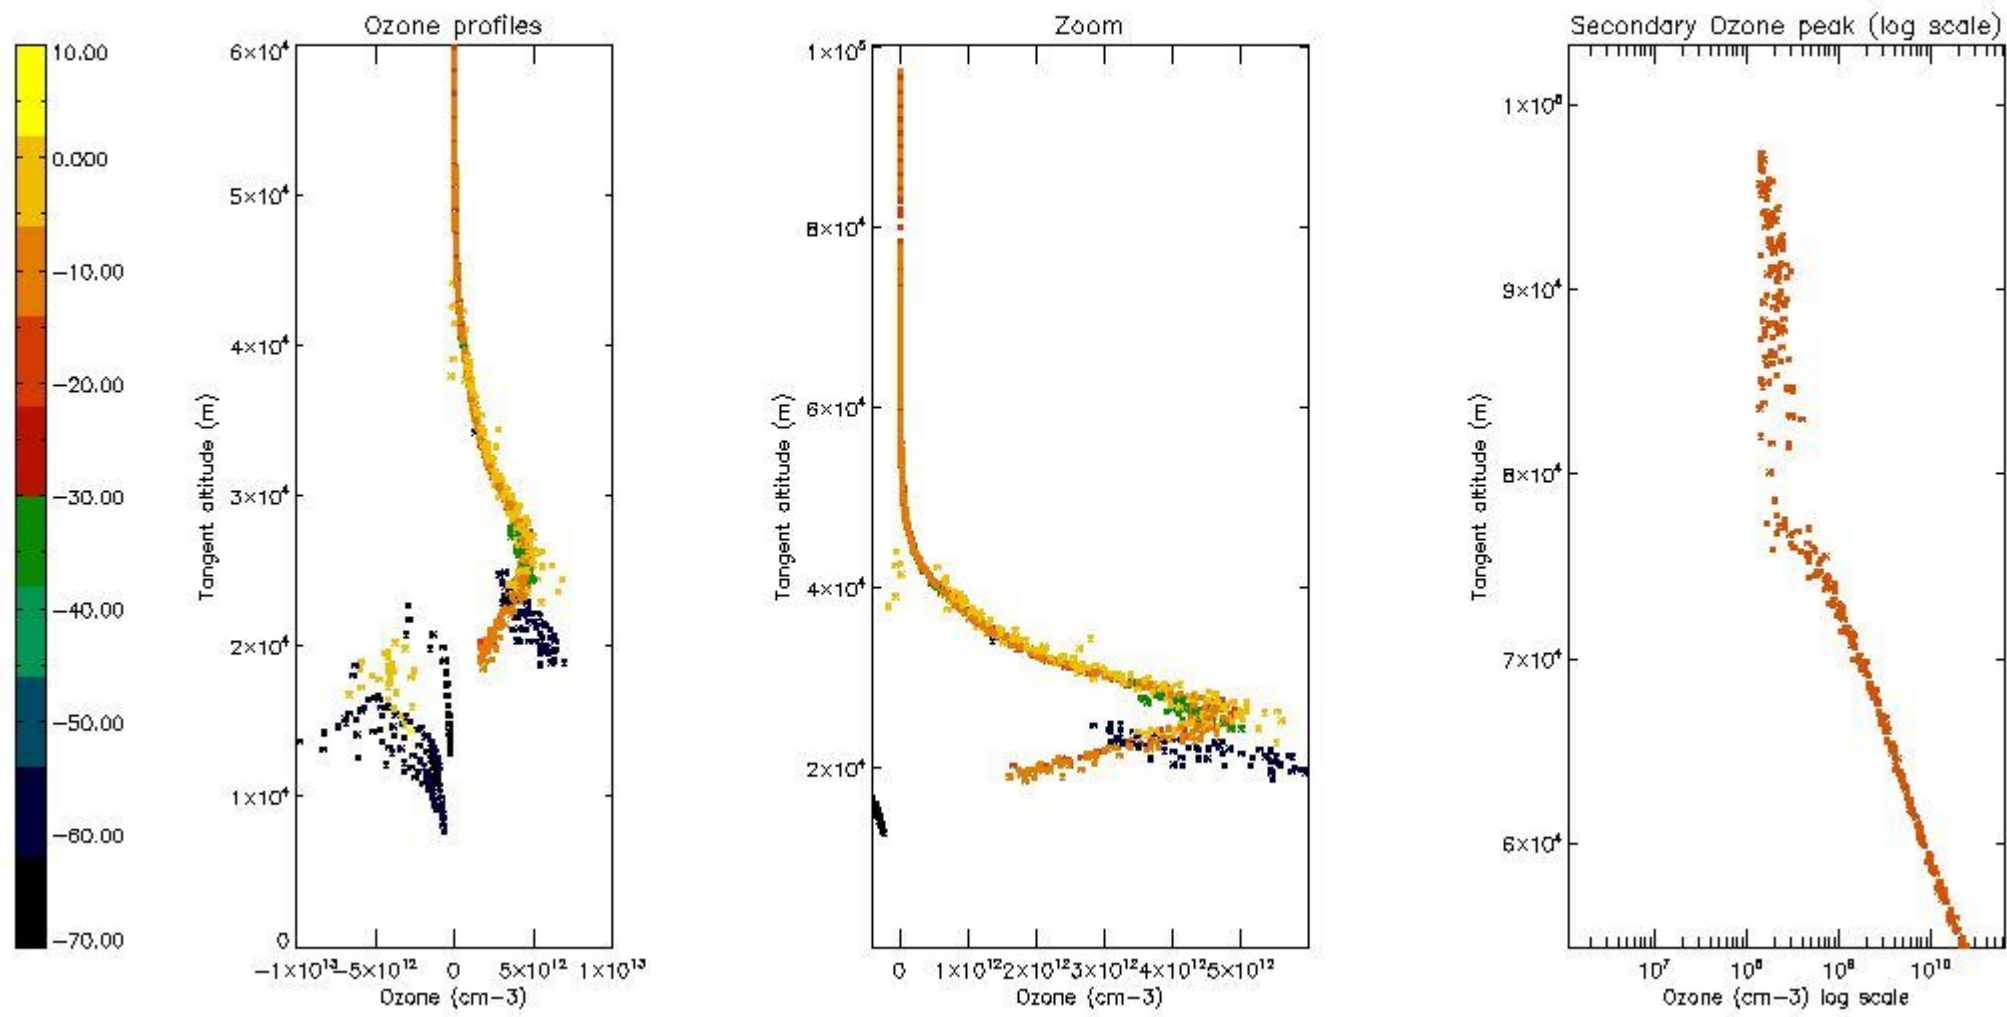 Ozone profiles
Zoom
Secondary Ozone peak (log scale)
10.00
0.000
−10.00
−20.00
−30.00
−40.00
−50.00
−60.00
−70.00
6×10⁴
5×10⁴
4×10⁴
3×10⁴
2×10⁴
1×10⁴
0
Tangent altitude (m)
−1×10¹³ −5×10¹² 0 5×10¹² 1×10¹³
Ozone (cm−3)
1×10⁵
8×10⁴
6×10⁴
4×10⁴
2×10⁴
Tangent altitude (m)
0 1×10¹² 2×10¹² 3×10¹² 4×10¹² 5×10¹²
Ozone (cm−3)
1×10⁵
9×10⁴
8×10⁴
7×10⁴
6×10⁴
Tangent altitude (m)
10⁷ 10⁸ 10⁹ 10¹⁰
Ozone (cm−3) log scale